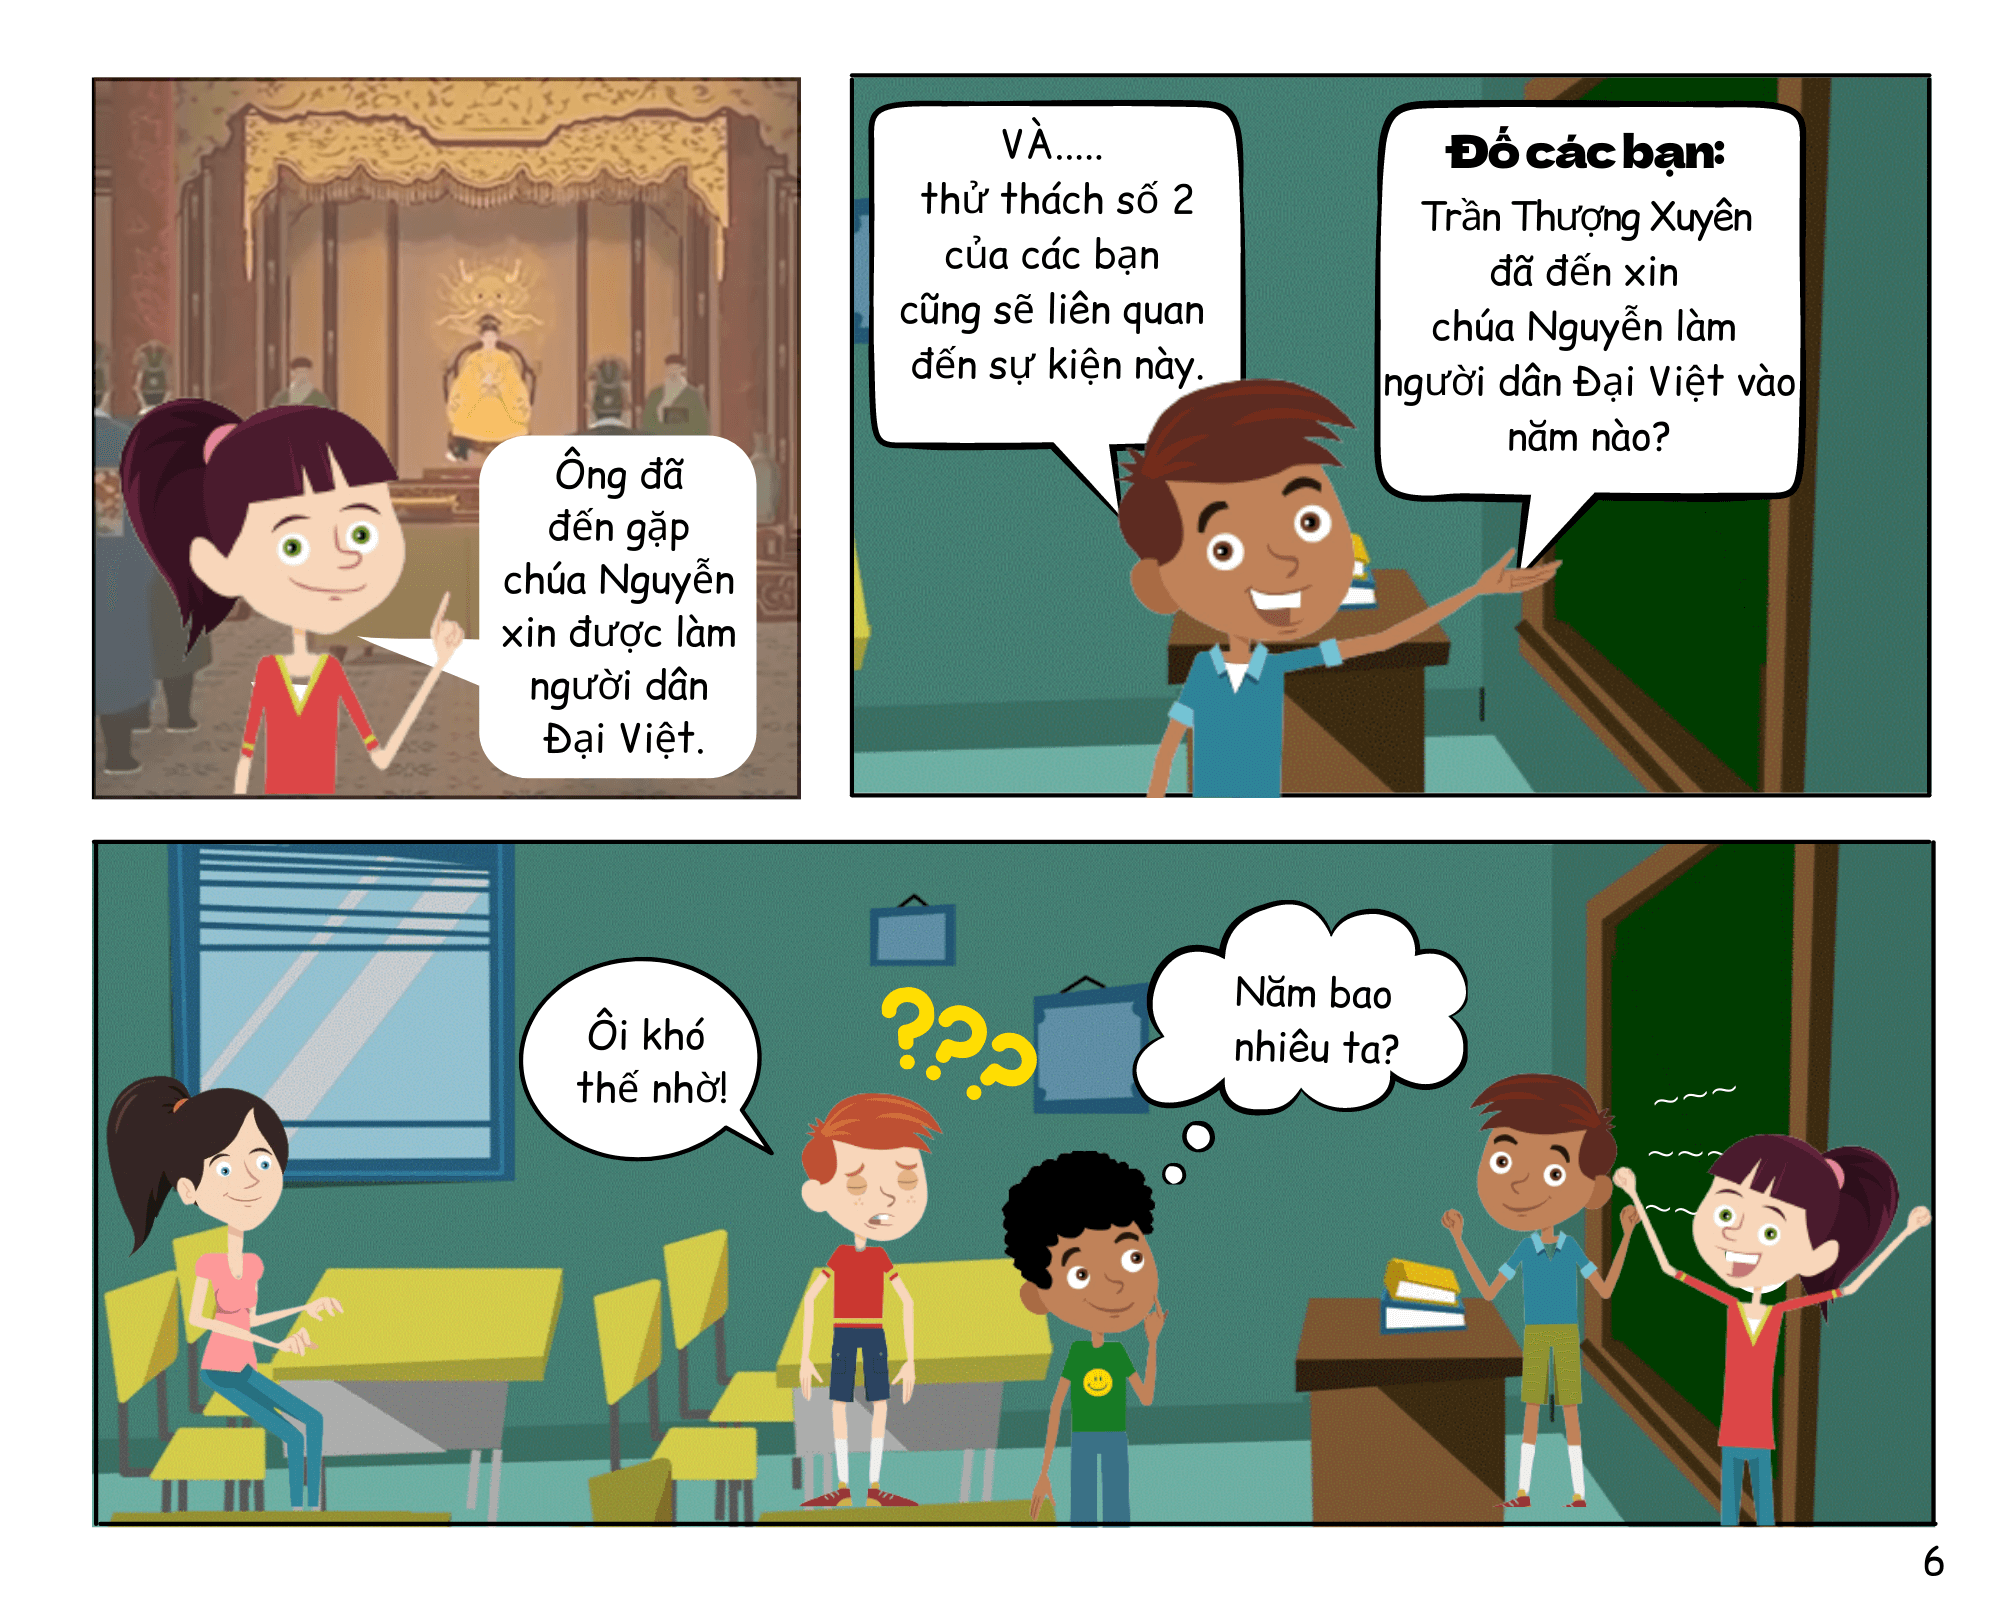 Ông đã
đến gặp
chúa Nguyễn
xin được làm
người dân
Đại Việt.
VÀ.....
thử thách số 2
của các bạn
cũng sẽ liên quan
đến sự kiện này.
Đố các bạn:
Trần Thượng Xuyên
đã đến xin
chúa Nguyễn làm
người dân Đại Việt vào
năm nào?
Ôi khó
thế nhờ!
???
Năm bao
nhiêu ta?
6